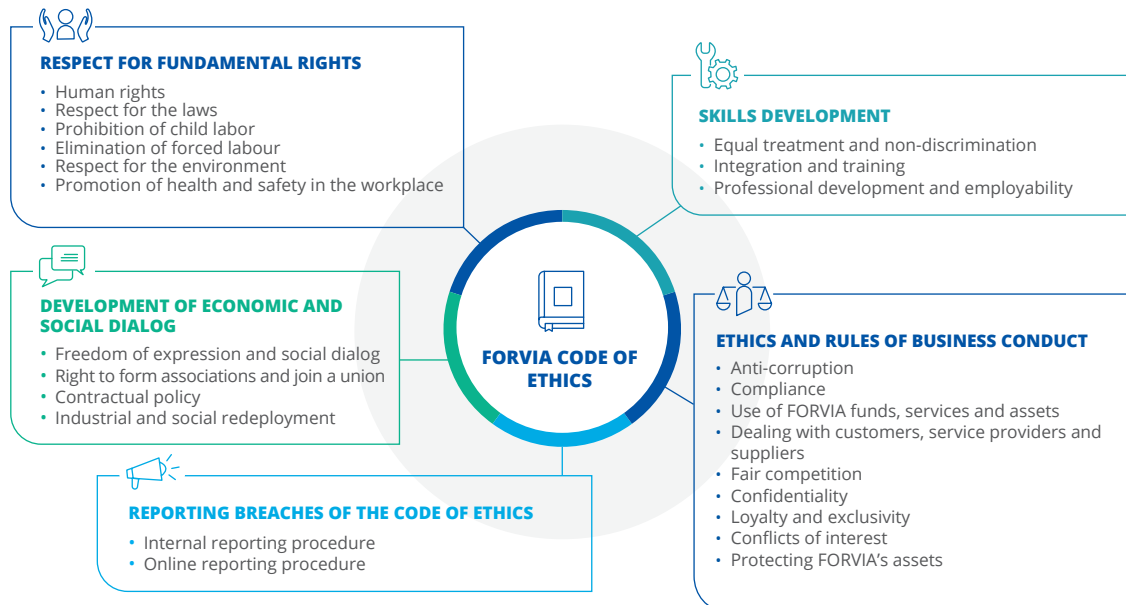 RESPECT FOR FUNDAMENTAL RIGHTS
• Human rights
• Respect for the laws
• Prohibition of child labor
• Elimination of forced labour
• Respect for the environment
• Promotion of health and safety in the workplace
SKILLS DEVELOPMENT
• Equal treatment and non-discrimination
• Integration and training
• Professional development and employability
DEVELOPMENT OF ECONOMIC AND
SOCIAL DIALOG
• Freedom of expression and social dialog
• Right to form associations and join a union
• Contractual policy
• Industrial and social redeployment
FORVIA CODE OF
ETHICS
ETHICS AND RULES OF BUSINESS CONDUCT
• Anti-corruption
• Compliance
• Use of FORVIA funds, services and assets
• Dealing with customers, service providers and
suppliers
• Fair competition
• Confidentiality
• Loyalty and exclusivity
• Conflicts of interest
• Protecting FORVIA's assets
REPORTING BREACHES OF THE CODE OF ETHICS
• Internal reporting procedure
• Online reporting procedure